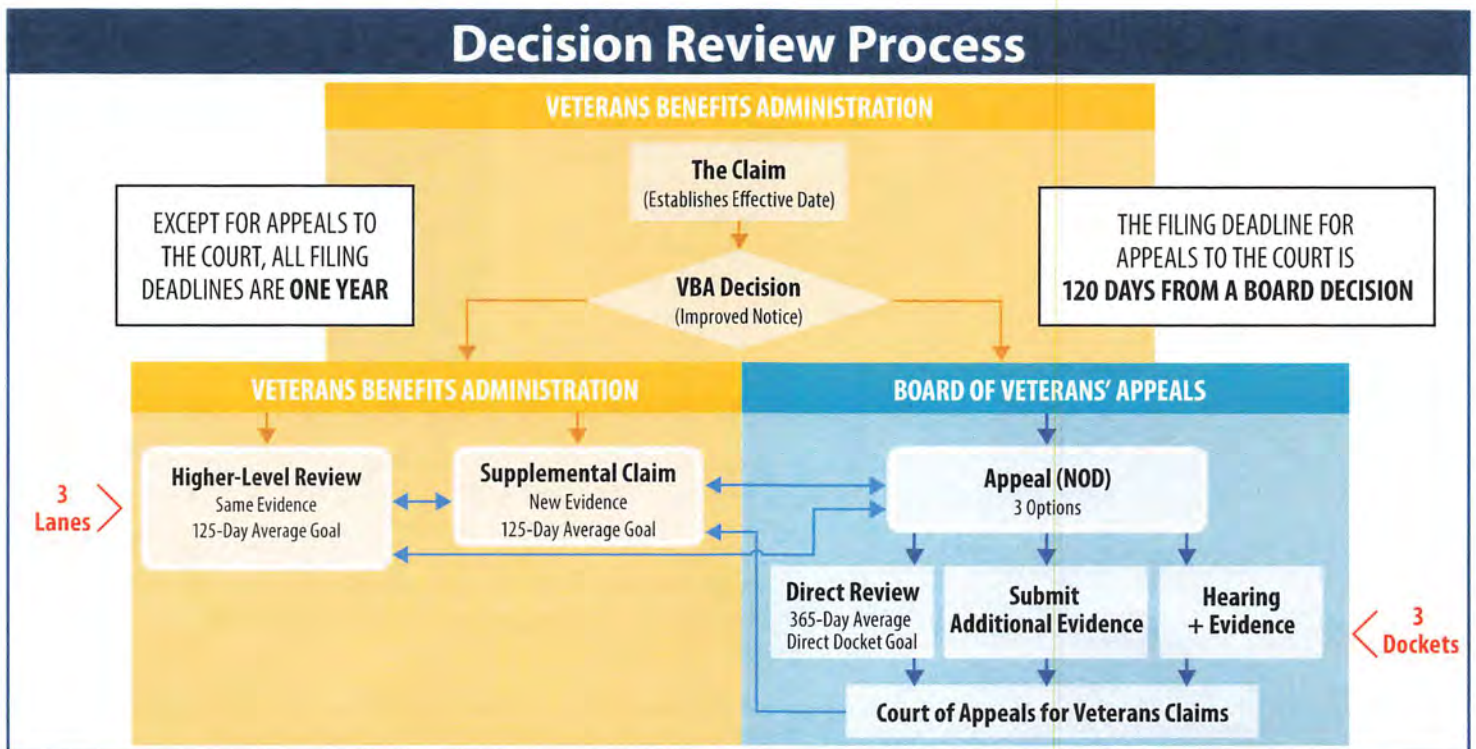 Decision Review Process
VETERANS BENEFITS ADMINISTRATION
The Claim
(Establishes Effective Date)
EXCEPT FOR APPEALS TO
THE COURT, ALL FILING
DEADLINES ARE ONE YEAR
THE FILING DEADLINE FOR
APPEALS TO THE COURT IS
120 DAYS FROM A BOARD DECISION
VBA Decision
(Improved Notice)
VETERANS BENEFITS ADMINISTRATION
BOARD OF VETERANS' APPEALS
3
Lanes
Higher-Level Review
Same Evidence
125-Day Average Goal
Supplemental Claim
New Evidence
125-Day Average Goal
Appeal (NOD)
3 Options
Direct Review
365-Day Average
Direct Docket Goal
Submit
Additional Evidence
Hearing
+ Evidence
3
Dockets
Court of Appeals for Veterans Claims